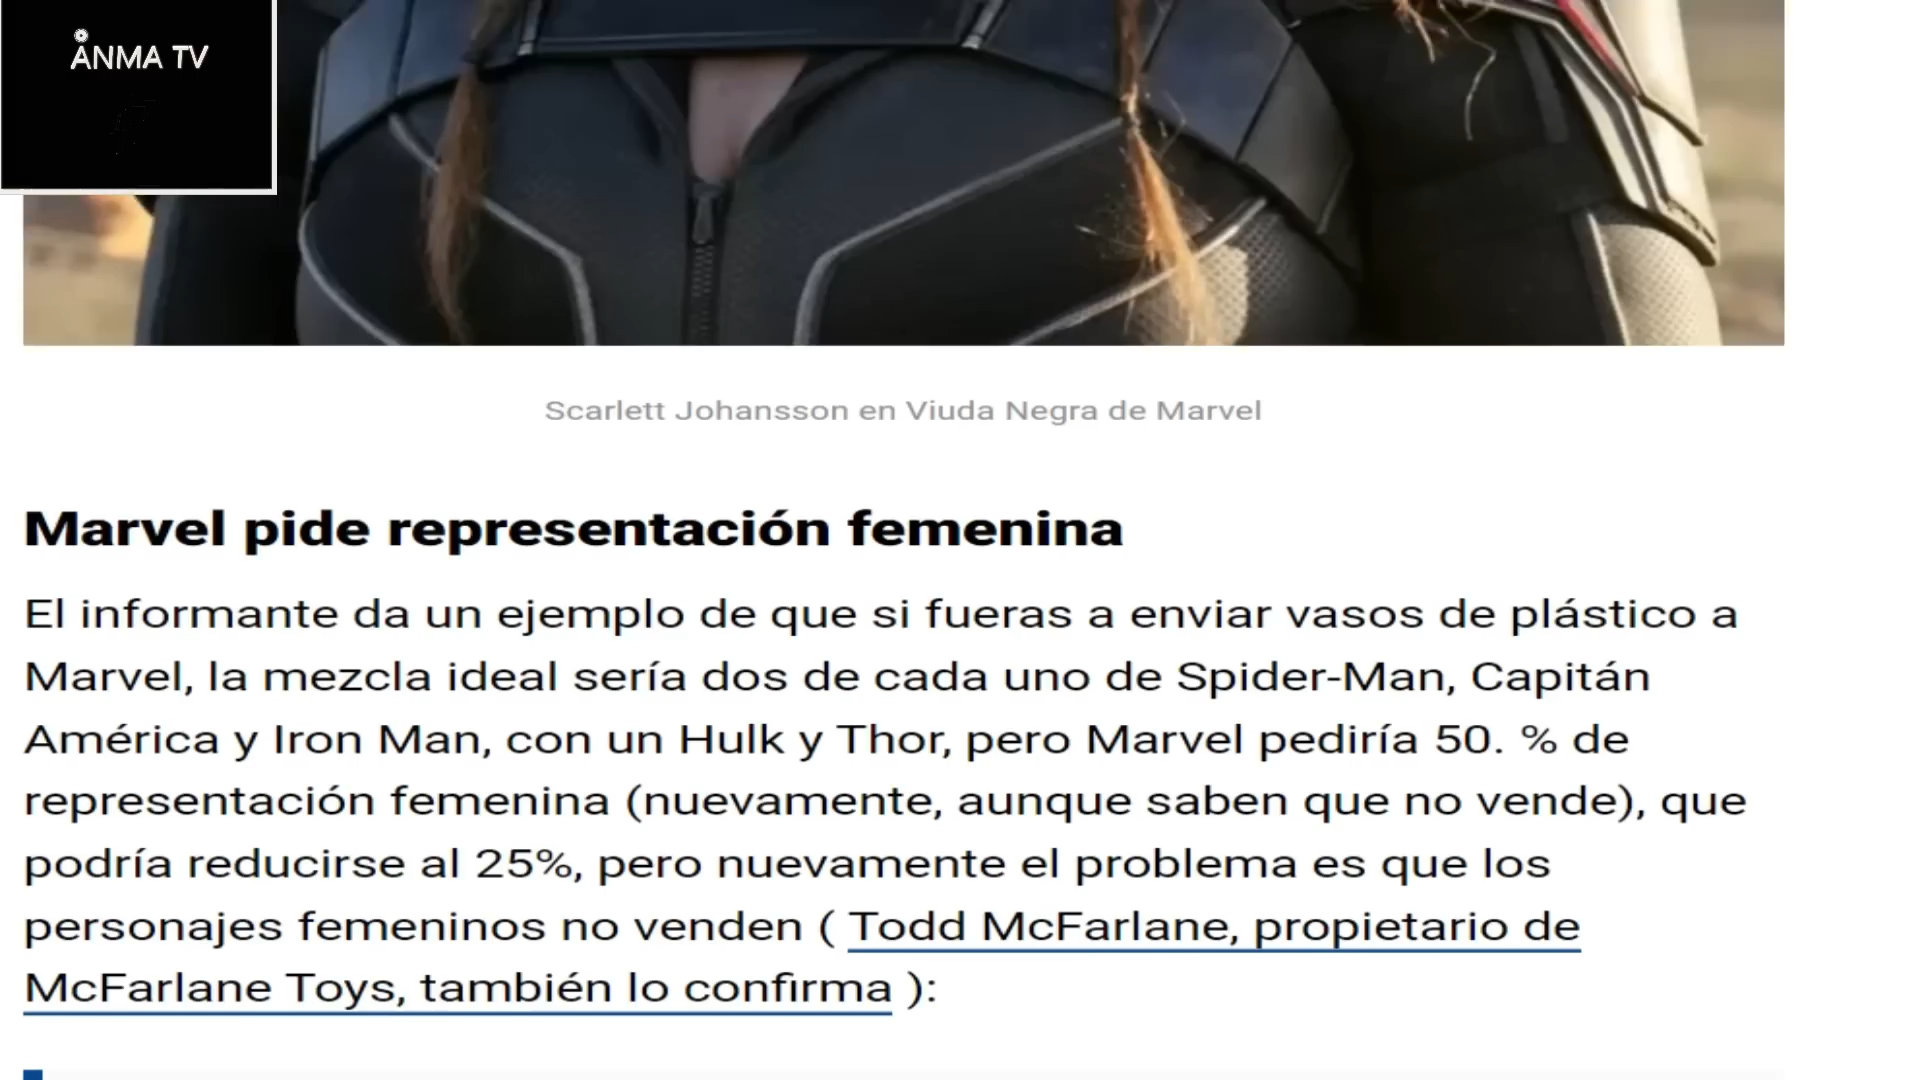 ANMA TV
Scarlett Johansson en Viuda Negra de Marvel
Marvel pide representación femenina
El informante da un ejemplo de que si fueras a enviar vasos de plástico a
Marvel, la mezcla ideal sería dos de cada uno de Spider-Man, Capitán
América y Iron Man, con un Hulk y Thor, pero Marvel pediría 50. % de
representación femenina (nuevamente, aunque saben que no vende), que
podría reducirse al 25%, pero nuevamente el problema es que los
personajes femeninos no venden ( Todd McFarlane, propietario de
McFarlane Toys, también lo confirma ):